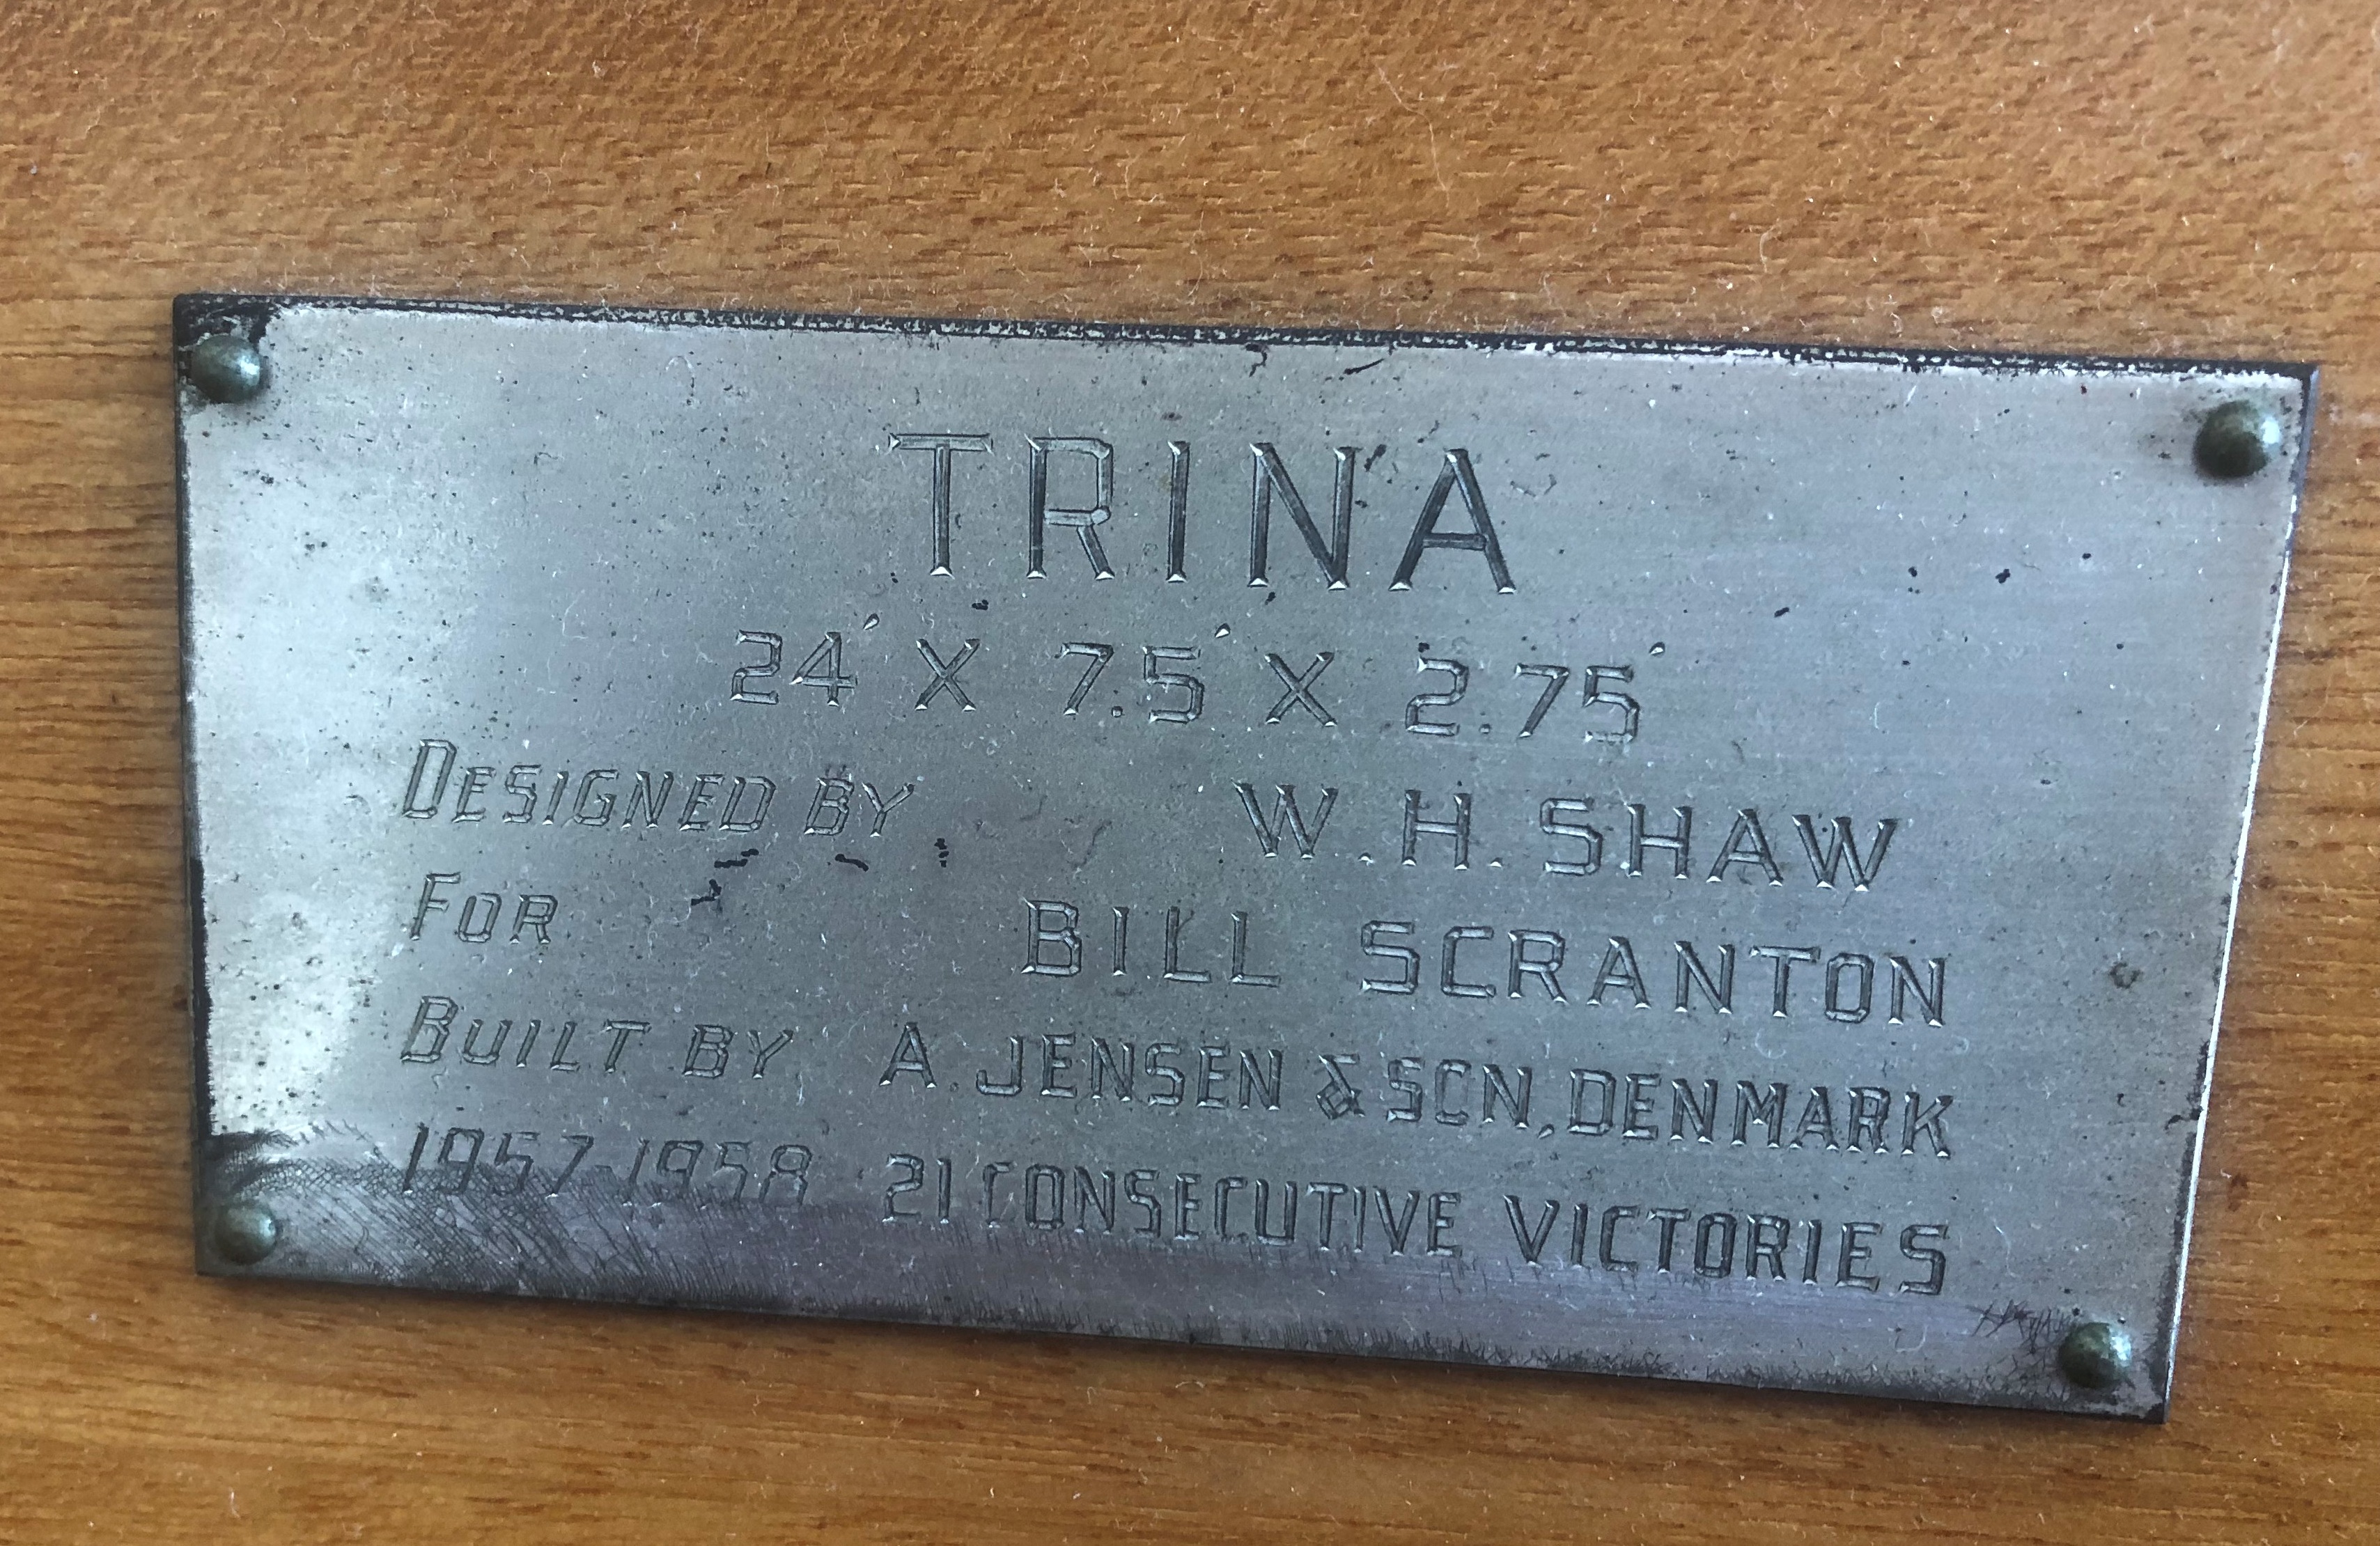 TRINA
24' X 7.5' X 2.75'
DESIGNED BY W. H. SHAW
FOR BILL SCRANTON
BUILT BY A. JENSEN & SON, DENMARK
1957-1958 21 CONSECUTIVE VICTORIES